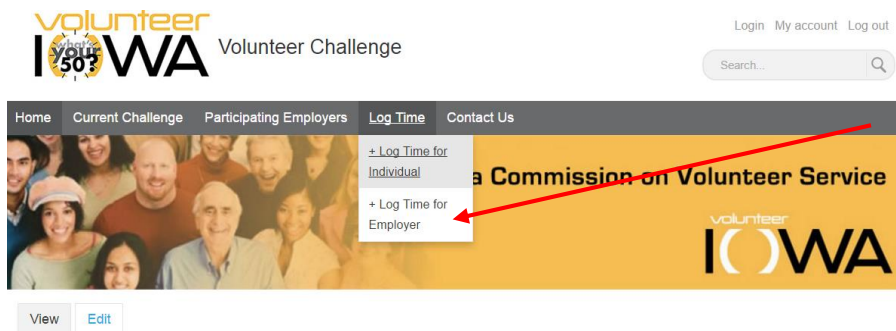 volunteer
what's
your
50?
IOWA
Volunteer Challenge
Login My account Log out
Search...
Home Current Challenge Participating Employers Log Time Contact Us
+ Log Time for
Individual
+ Log Time for
Employer
a Commission on Volunteer Service
volunteer
IOWA
View Edit